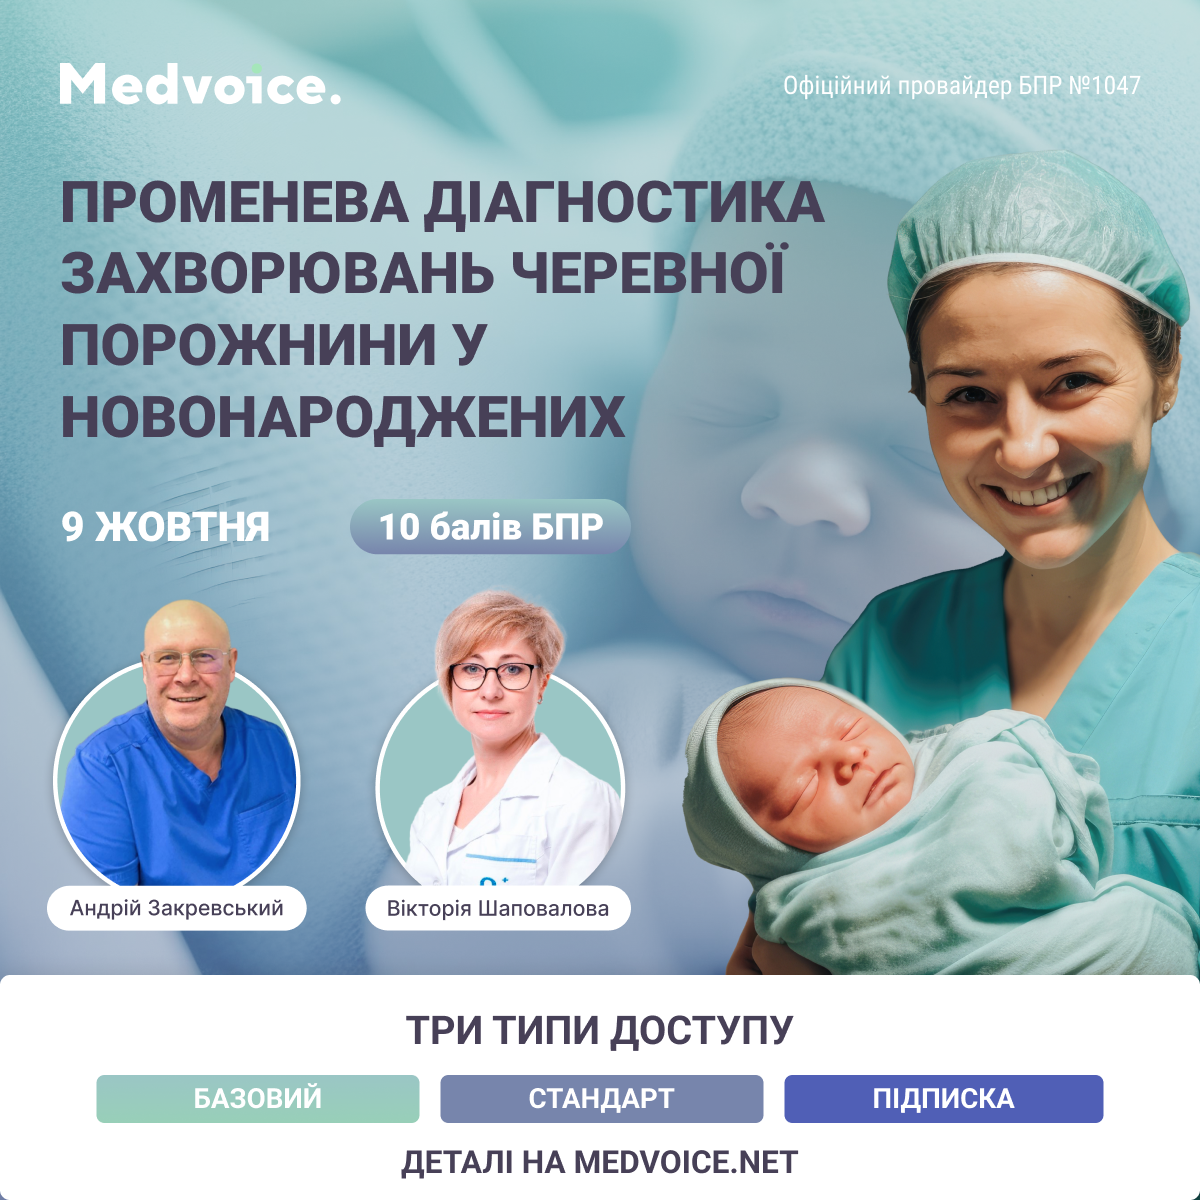 Medvoice.
Офіційний провайдер БПР №1047
ПРОМЕНЕВА ДІАГНОСТИКА
ЗАХВОРЮВАНЬ ЧЕРЕВНОЇ
ПОРОЖНИНИ У
НОВОНАРОДЖЕНИХ
9 ЖОВТНЯ
10 балів БПР
Андрій Закревський
Вікторія Шаповалова
ТРИ ТИПИ ДОСТУПУ
БАЗОВИЙ
СТАНДАРТ
ПІДПИСКА
ДЕТАЛІ НА MEDVOICE.NET